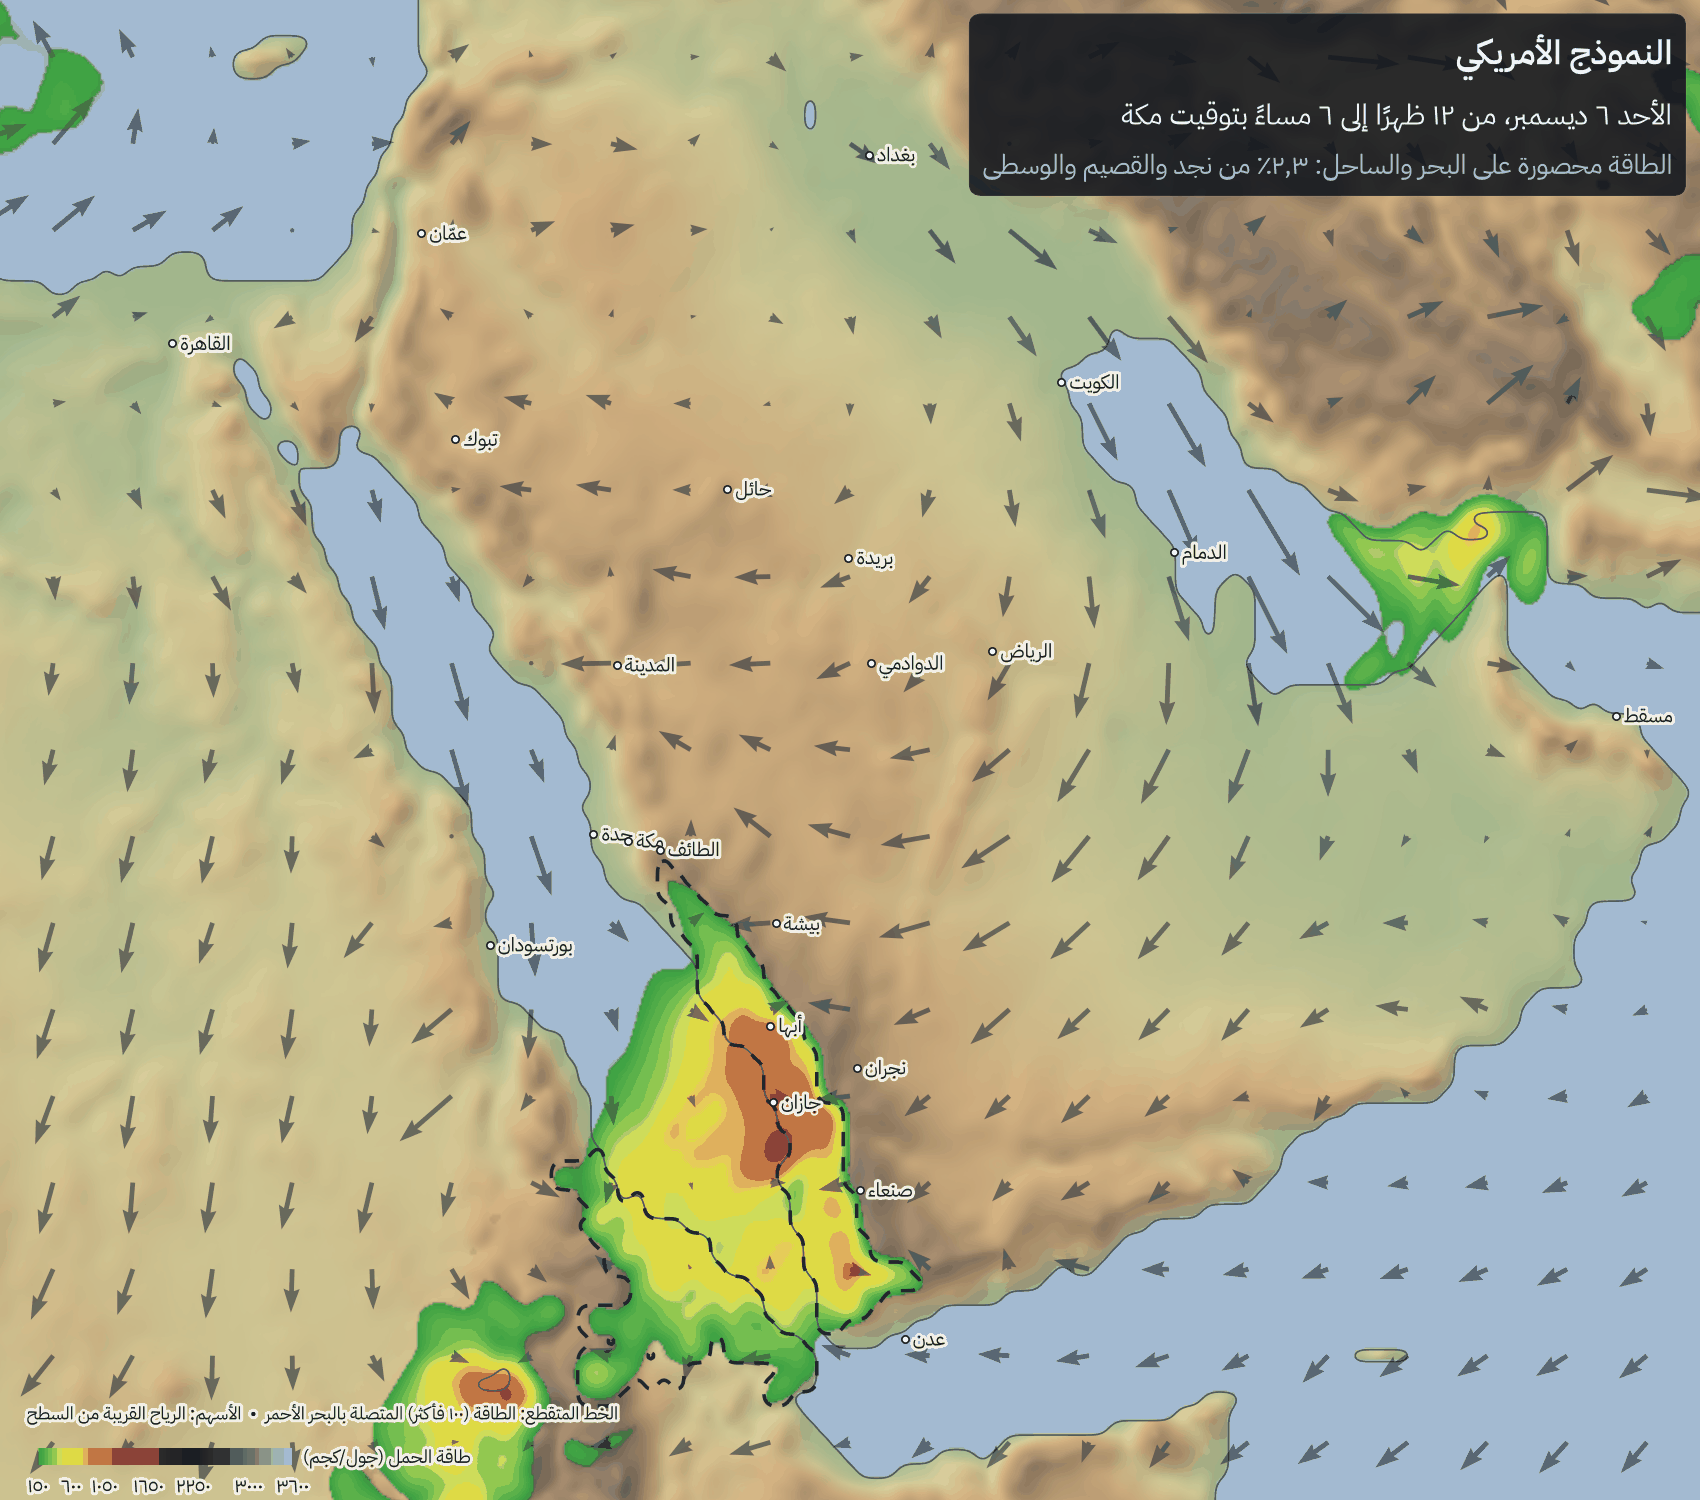 النموذج الأمريكي
الأحد ٦ ديسمبر، من ١٢ ظهرًا إلى ٦ مساءً بتوقيت مكة
الطاقة محصورة على البحر والساحل: ٢,٣٪ من نجد والقصيم والوسطى
بغداد
عمّان
القاهرة
الكويت
تبوك
حائل
الدمام
بريدة
الرياض
الدوادمي
المدينة
مسقط
جدة
مكة
الطائف
بيشة
بورتسودان
أبها
نجران
جازان
صنعاء
عدن
الخط المتقطع: الطاقة (١٠٠ فأكثر) المتصلة بالبحر الأحمر • الأسهم: الرياح القريبة من السطح
طاقة الحمل (جول/كجم)
١٥٠ ٦٠٠ ١٠٥٠ ١٦٥٠ ٢٢٥٠ ٣٠٠٠ ٣٦٠٠